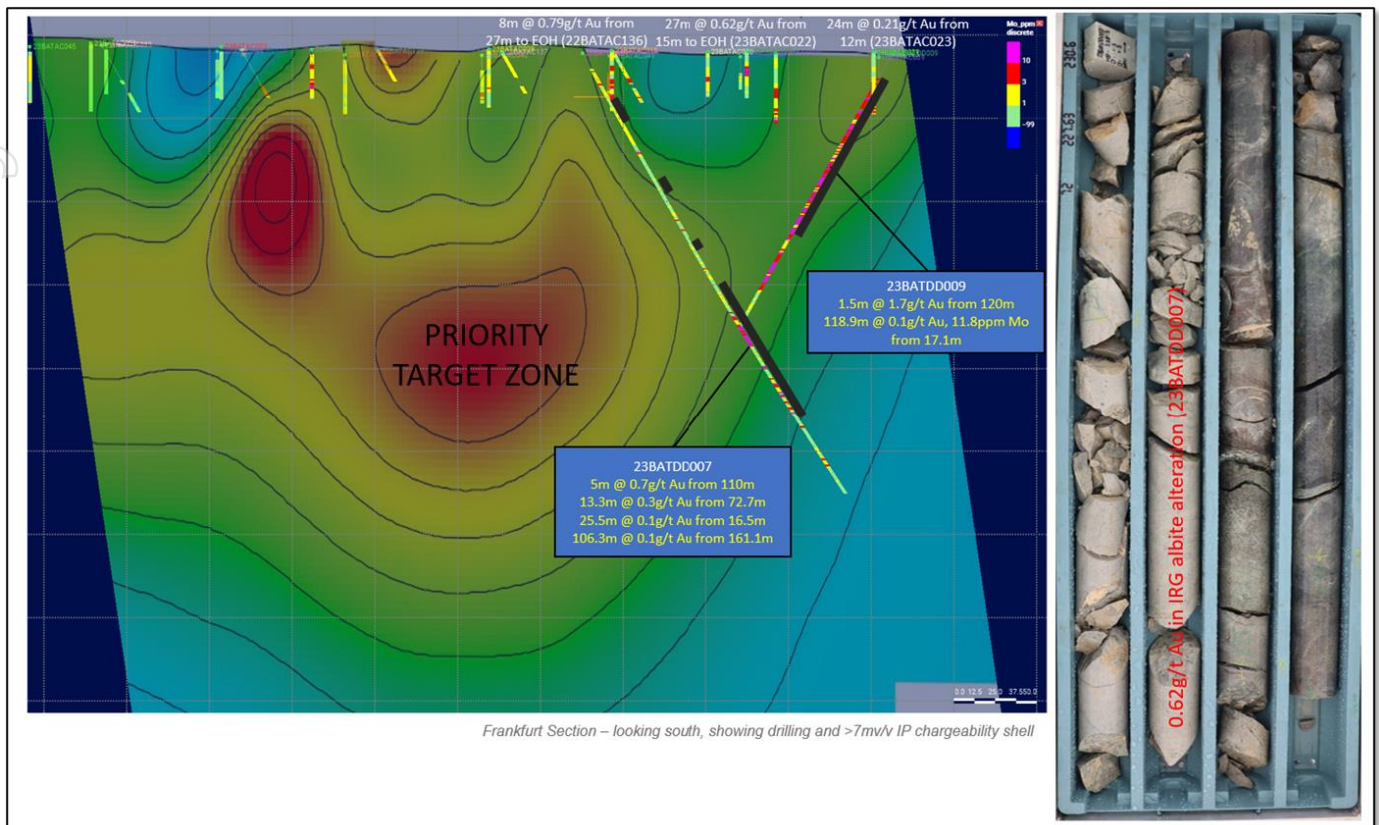 8m @ 0.79g/t Au from
27m to EOH (22BATAC136)
27m @ 0.62g/t Au from
15m to EOH (23BATAC022)
24m @ 0.21g/t Au from
12m (23BATAC023)
Mo_ppm
discrete
10
3
1
-99
22BATAC045
PRIORITY
TARGET ZONE
23BATDD009
1.5m @ 1.7g/t Au from 120m
118.9m @ 0.1g/t Au, 11.8ppm Mo
from 17.1m
23BATDD007
5m @ 0.7g/t Au from 110m
13.3m @ 0.3g/t Au from 72.7m
25.5m @ 0.1g/t Au from 16.5m
106.3m @ 0.1g/t Au from 161.1m
0.0 12.5 25.0 37.550.0
Frankfurt Section – looking south, showing drilling and >7mv/v IP chargeability shell
0.62g/t Au in IRG albite alteration (23BATDD007)